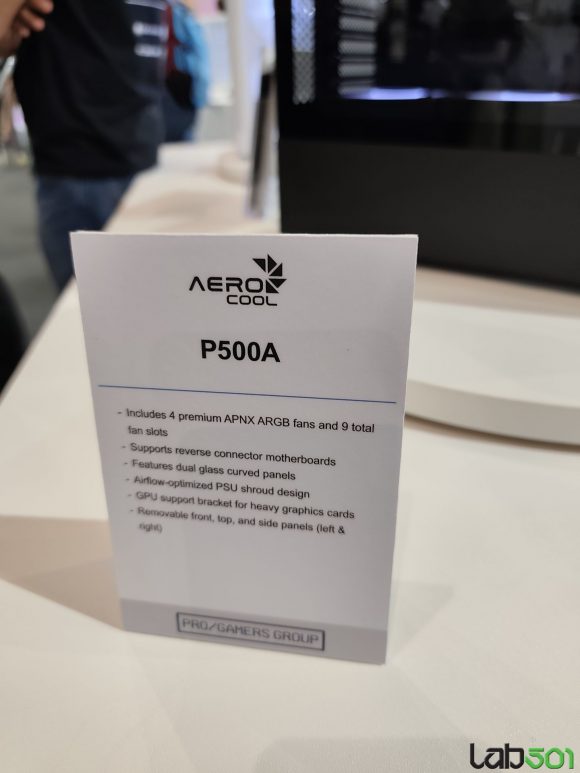 AERO
COOL
P500A
- Includes 4 premium APNX ARGB fans and 9 total
fan slots
- Supports reverse connector motherboards
- Features dual glass curved panels
- Airflow-optimized PSU shroud design
- GPU support bracket for heavy graphics cards
- Removable front, top, and side panels (left &
right)
PRO/GAMERS GROUP
Lab501